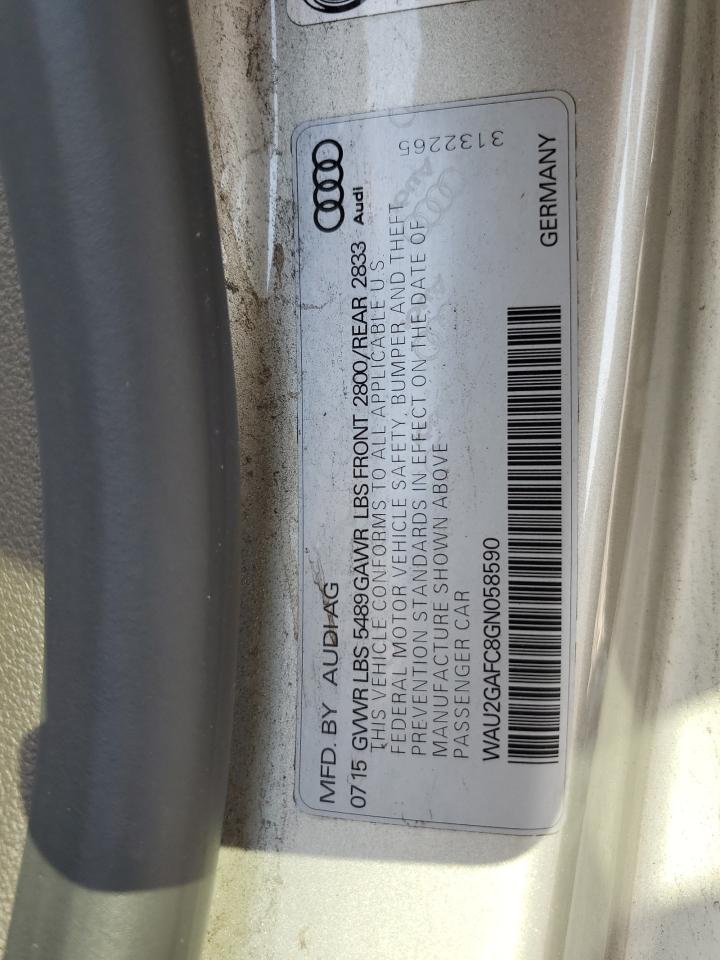 Audi
MFD. BY AUDI AG
0715 GVWR LBS 5489 GAWR LBS FRONT 2800/REAR 2833
THIS VEHICLE CONFORMS TO ALL APPLICABLE U.S.
FEDERAL MOTOR VEHICLE SAFETY, BUMPER AND THEFT
PREVENTION STANDARDS IN EFFECT ON THE DATE OF
MANUFACTURE SHOWN ABOVE
PASSENGER CAR
WAU2GAFC8GN058590
GERMANY
3132265